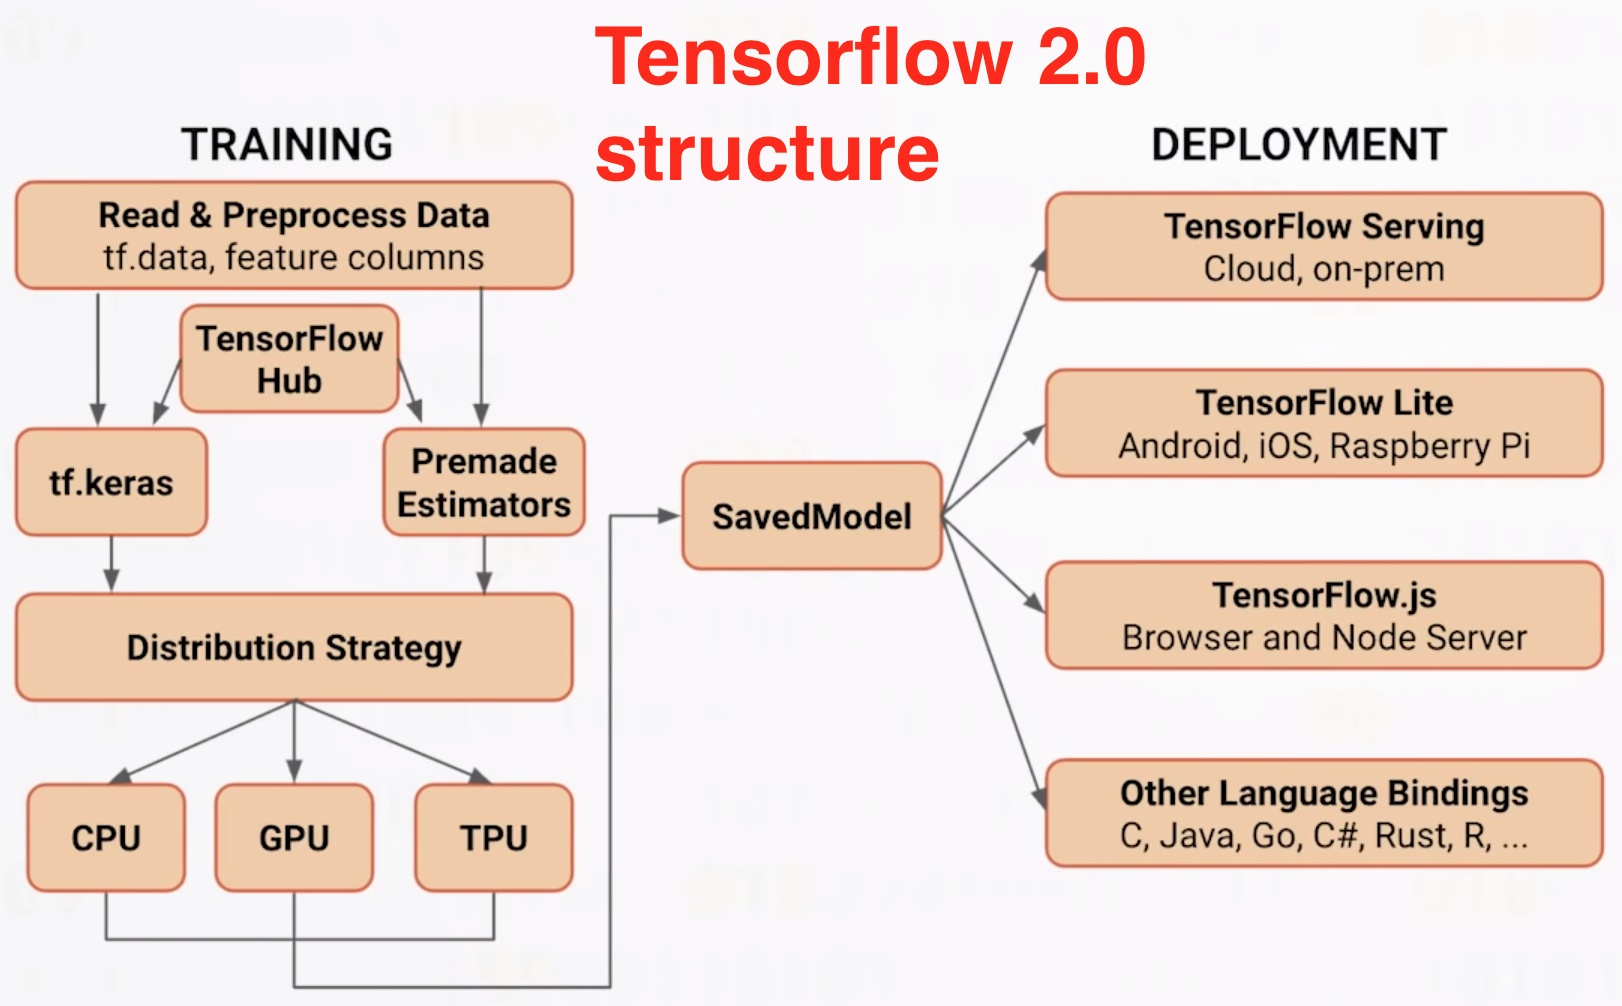 Tensorflow 2.0
structure
TRAINING
Read & Preprocess Data
tf.data, feature columns
TensorFlow
Hub
tf.keras
Premade
Estimators
Distribution Strategy
CPU
GPU
TPU
SavedModel
DEPLOYMENT
TensorFlow Serving
Cloud, on-prem
TensorFlow Lite
Android, iOS, Raspberry Pi
TensorFlow.js
Browser and Node Server
Other Language Bindings
C, Java, Go, C#, Rust, R, ...